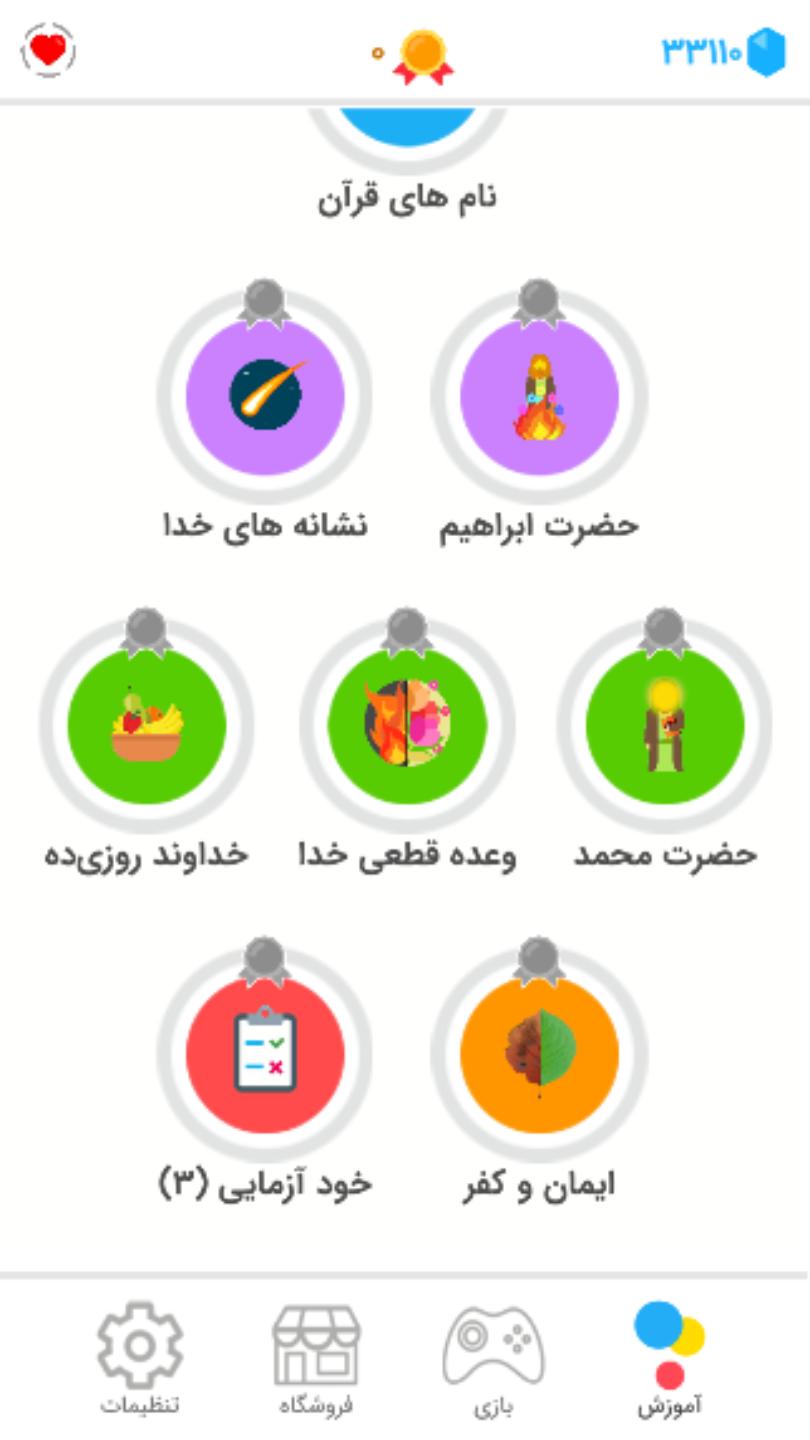 ۳۳۱۱۰
۰
نام های قرآن
حضرت ابراهیم
نشانه های خدا
حضرت محمد
وعده قطعی خدا
خداوند روزی‌ده
ایمان و کفر
خود آزمایی (۳)
آموزش
بازی
فروشگاه
تنظیمات